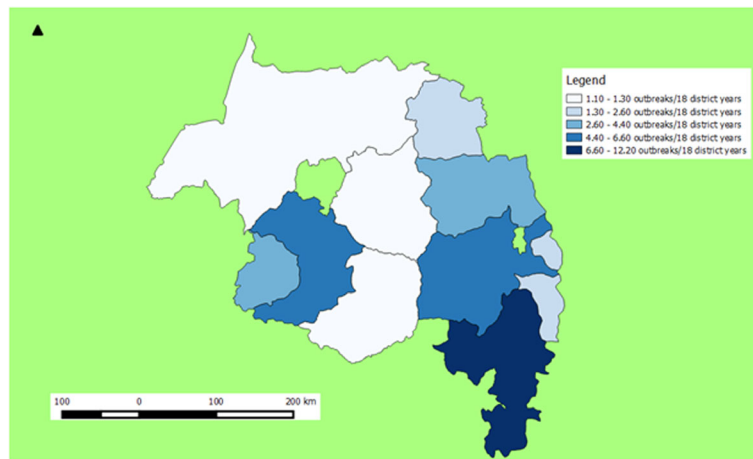 Legend
1.10 - 1.30 outbreaks/18 district years
1.30 - 2.60 outbreaks/18 district years
2.60 - 4.40 outbreaks/18 district years
4.40 - 6.60 outbreaks/18 district years
6.60 - 12.20 outbreaks/18 district years
100 0 100 200 km